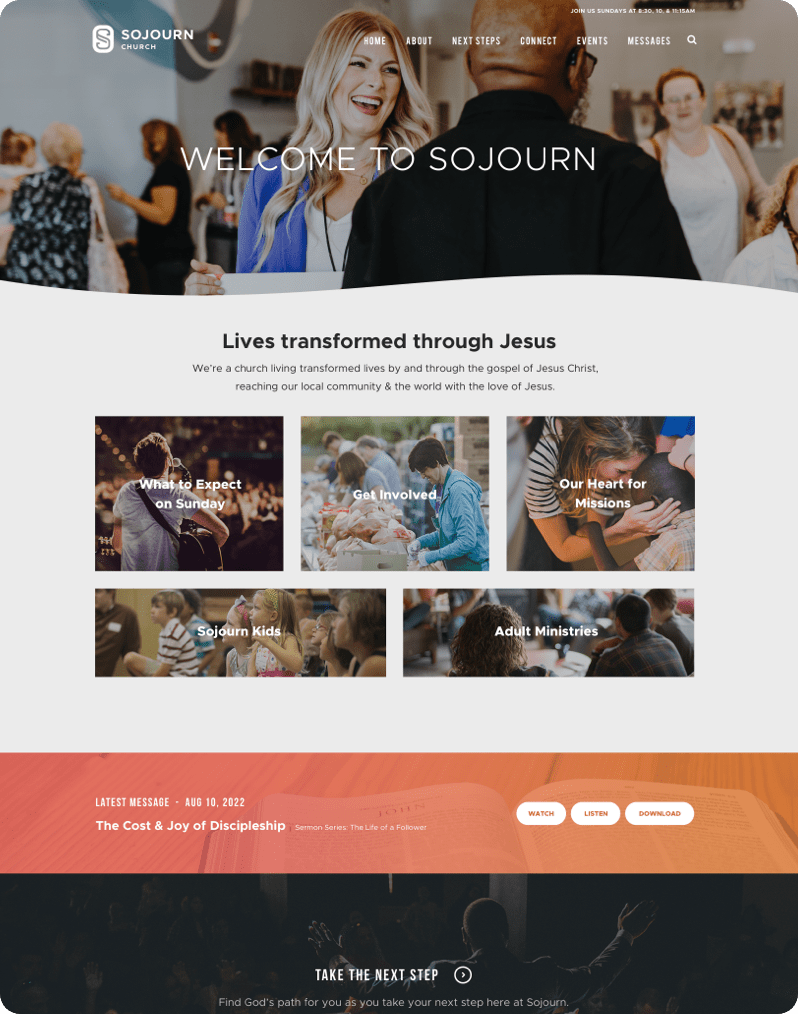 JOIN US SUNDAYS AT 8:30, 10, & 11:15AM
SOJOURN
CHURCH
HOME ABOUT NEXT STEPS CONNECT EVENTS MESSAGES
WELCOME TO SOJOURN
Lives transformed through Jesus
We're a church living transformed lives by and through the gospel of Jesus Christ,
reaching our local community & the world with the love of Jesus.
What to Expect
on Sunday
Get Involved
Our Heart for
Missions
Sojourn Kids
Adult Ministries
LATEST MESSAGE - AUG 10, 2022
The Cost & Joy of Discipleship | Sermon Series: The Life of a Follower
WATCH LISTEN DOWNLOAD
JOHN
TAKE THE NEXT STEP
Find God's path for you as you take your next step here at Sojourn.